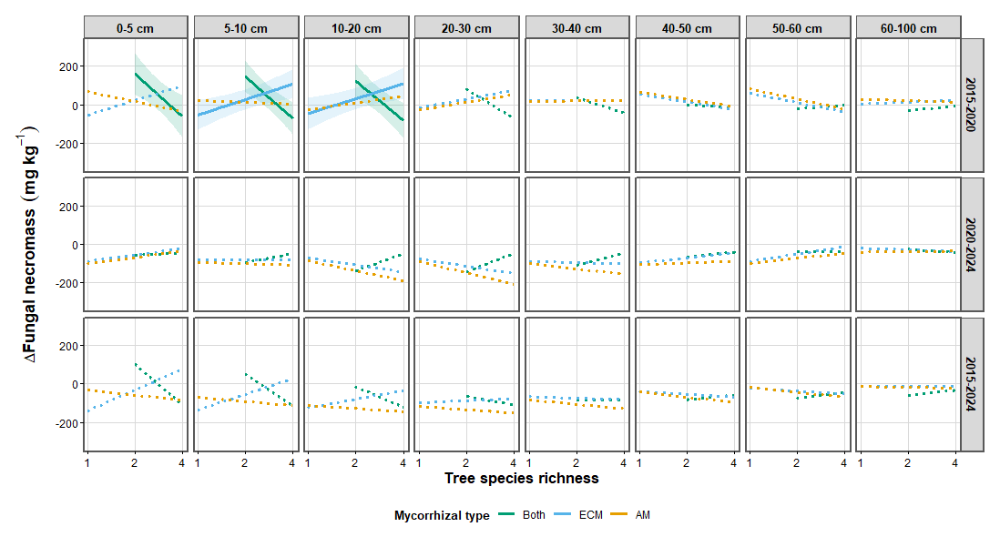 0-5 cm 5-10 cm 10-20 cm 20-30 cm 30-40 cm 40-50 cm 50-60 cm 60-100 cm
200
0
-200
2015-2020
200
0
-200
2020-2024
200
0
-200
2015-2024
ΔFungal necromass (mg kg⁻¹)
1 2 4 1 2 4 1 2 4 1 2 4 1 2 4 1 2 4 1 2 4 1 2 4
Tree species richness
Mycorrhizal type Both ECM AM